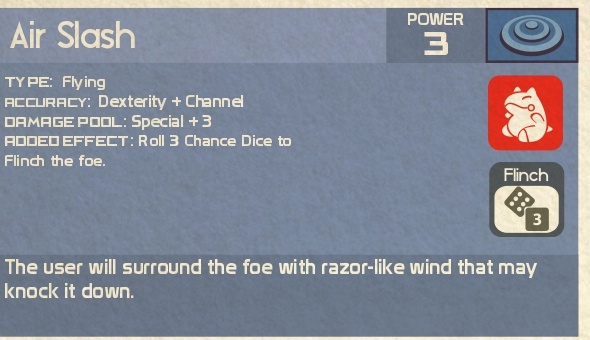 Air Slash
POWER
3
TYPE: Flying
ACCURACY: Dexterity + Channel
DAMAGE POOL: Special + 3
ADDED EFFECT: Roll 3 Chance Dice to
Flinch the foe.
Flinch
3
The user will surround the foe with razor-like wind that may
knock it down.